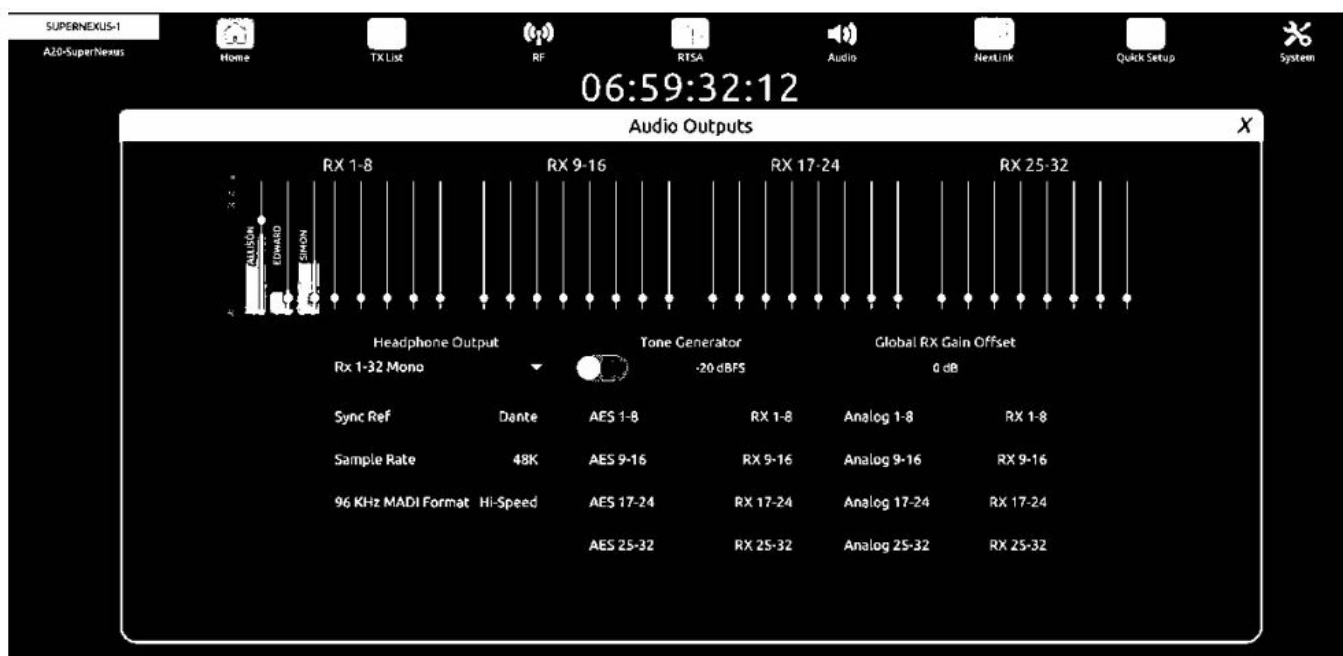 SUPERNEXUS-1
A20-SuperNexus
Home
TX List
RF
RTSA
Audio
NexLink
Quick Setup
System
06:59:32:12
Audio Outputs X
RX 1-8 RX 9-16 RX 17-24 RX 25-32
ALLISON
EDWARD
SIMON
Headphone Output Tone Generator Global RX Gain Offset
Rx 1-32 Mono -20 dBFS 0 dB
Sync Ref Dante AES 1-8 RX 1-8 Analog 1-8 RX 1-8
Sample Rate 48K AES 9-16 RX 9-16 Analog 9-16 RX 9-16
96 KHz MADI Format Hi-Speed AES 17-24 RX 17-24 Analog 17-24 RX 17-24
AES 25-32 RX 25-32 Analog 25-32 RX 25-32